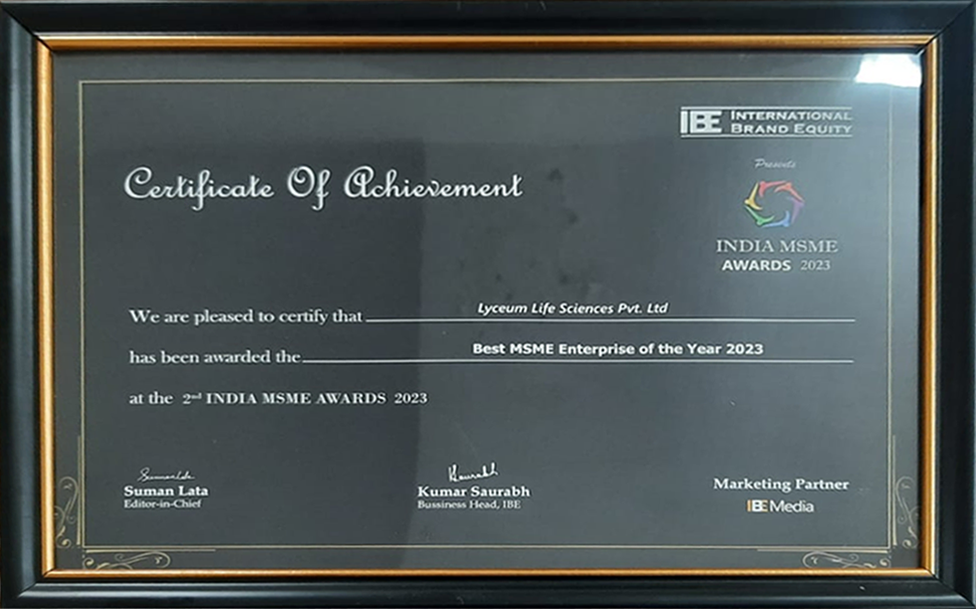 IBE INTERNATIONAL
BRAND EQUITY
Presents
Certificate Of Achievement
INDIA MSME
AWARDS 2023
We are pleased to certify that Lyceum Life Sciences Pvt. Ltd
has been awarded the Best MSME Enterprise of the Year 2023
at the 2nd INDIA MSME AWARDS 2023
Suman Lata
Editor-in-Chief
Kumar Saurabh
Bussiness Head, IBE
Marketing Partner
IBE Media